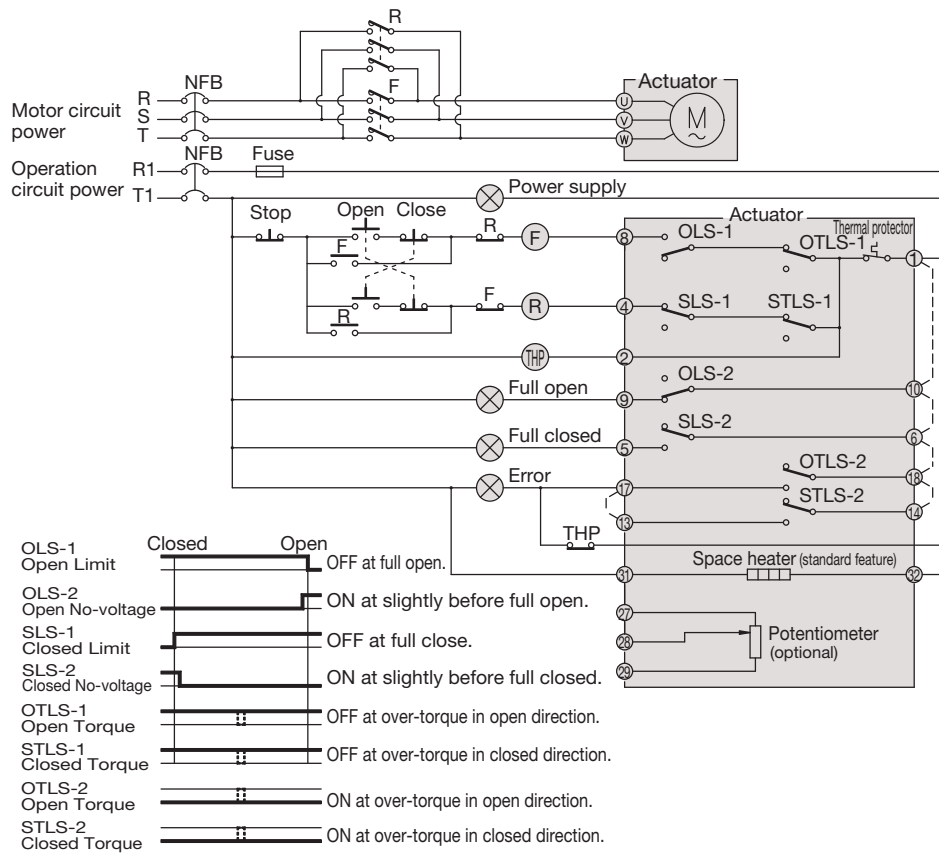 R
NFB
Motor circuit power
R
S
T
F
Actuator
U
V
W
M
~
Operation circuit power
NFB
R1
T1
Fuse
Power supply
Stop
Open
Close
F
R
F
8
Actuator
OLS-1
OTLS-1
Thermal protector
1
R
F
R
4
SLS-1
STLS-1
THP
2
Full open
9
OLS-2
10
Full closed
5
SLS-2
6
Error
17
OTLS-2
18
13
STLS-2
14
THP
31
Space heater (standard feature)
32
27
28
29
Potentiometer
(optional)
Closed
Open
OLS-1
Open Limit
OFF at full open.
OLS-2
Open No-voltage
ON at slightly before full open.
SLS-1
Closed Limit
OFF at full close.
SLS-2
Closed No-voltage
ON at slightly before full closed.
OTLS-1
Open Torque
OFF at over-torque in open direction.
STLS-1
Closed Torque
OFF at over-torque in closed direction.
OTLS-2
Open Torque
ON at over-torque in open direction.
STLS-2
Closed Torque
ON at over-torque in closed direction.